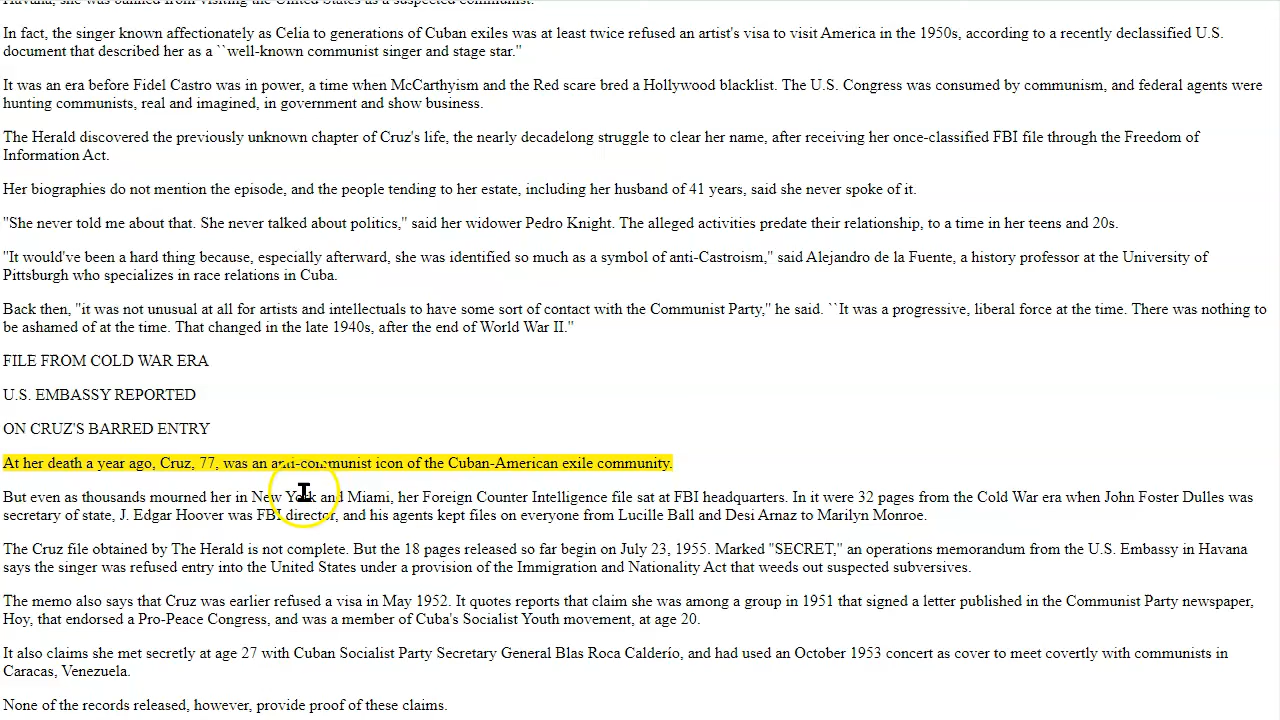 Havana, she was banned from visiting the United States as a suspected communist.
In fact, the singer known affectionately as Celia to generations of Cuban exiles was at least twice refused an artist's visa to visit America in the 1950s, according to a recently declassified U.S.
document that described her as a ``well-known communist singer and stage star."
It was an era before Fidel Castro was in power, a time when McCarthyism and the Red scare bred a Hollywood blacklist. The U.S. Congress was consumed by communism, and federal agents were
hunting communists, real and imagined, in government and show business.
The Herald discovered the previously unknown chapter of Cruz's life, the nearly decadelong struggle to clear her name, after receiving her once-classified FBI file through the Freedom of
Information Act.
Her biographies do not mention the episode, and the people tending to her estate, including her husband of 41 years, said she never spoke of it.
"She never told me about that. She never talked about politics," said her widower Pedro Knight. The alleged activities predate their relationship, to a time in her teens and 20s.
"It would've been a hard thing because, especially afterward, she was identified so much as a symbol of anti-Castroism," said Alejandro de la Fuente, a history professor at the University of
Pittsburgh who specializes in race relations in Cuba.
Back then, "it was not unusual at all for artists and intellectuals to have some sort of contact with the Communist Party," he said. ``It was a progressive, liberal force at the time. There was nothing to
be ashamed of at the time. That changed in the late 1940s, after the end of World War II."
FILE FROM COLD WAR ERA
U.S. EMBASSY REPORTED
ON CRUZ'S BARRED ENTRY
At her death a year ago, Cruz, 77, was an anti-communist icon of the Cuban-American exile community.
But even as thousands mourned her in New York and Miami, her Foreign Counter Intelligence file sat at FBI headquarters. In it were 32 pages from the Cold War era when John Foster Dulles was
secretary of state, J. Edgar Hoover was FBI director, and his agents kept files on everyone from Lucille Ball and Desi Arnaz to Marilyn Monroe.
The Cruz file obtained by The Herald is not complete. But the 18 pages released so far begin on July 23, 1955. Marked "SECRET," an operations memorandum from the U.S. Embassy in Havana
says the singer was refused entry into the United States under a provision of the Immigration and Nationality Act that weeds out suspected subversives.
The memo also says that Cruz was earlier refused a visa in May 1952. It quotes reports that claim she was among a group in 1951 that signed a letter published in the Communist Party newspaper,
Hoy, that endorsed a Pro-Peace Congress, and was a member of Cuba's Socialist Youth movement, at age 20.
It also claims she met secretly at age 27 with Cuban Socialist Party Secretary General Blas Roca Calderío, and had used an October 1953 concert as cover to meet covertly with communists in
Caracas, Venezuela.
None of the records released, however, provide proof of these claims.